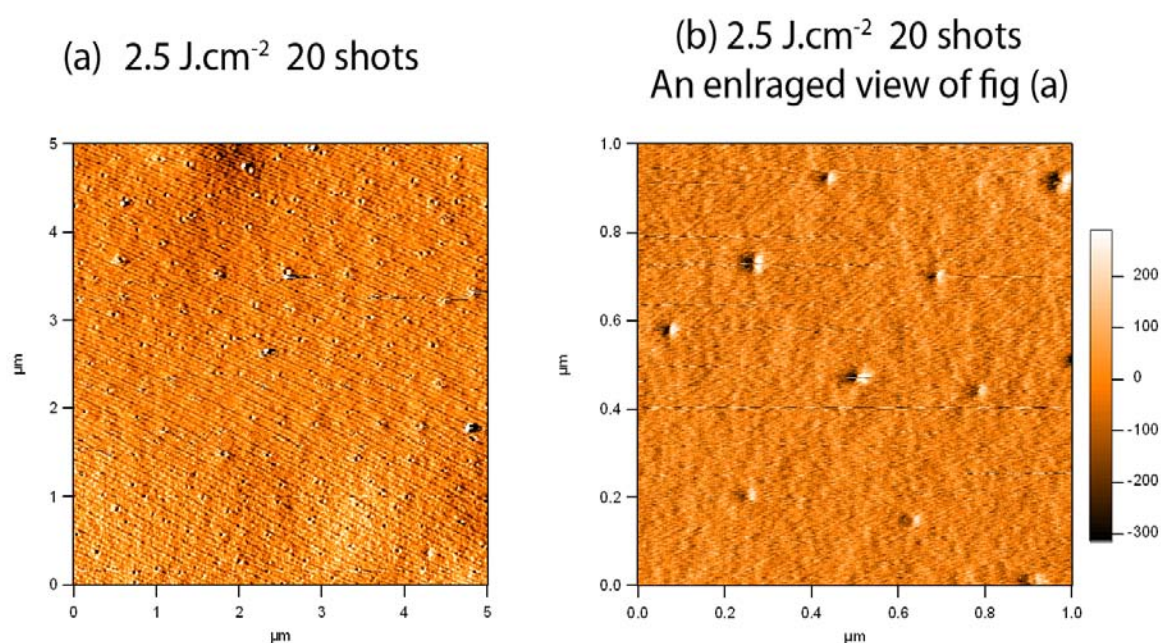 (a) 2.5 J.cm⁻² 20 shots
(b) 2.5 J.cm⁻² 20 shots
An enlraged view of fig (a)
5
4
3
2
1
0
µm
0 1 2 3 4 5
µm
1.0
0.8
0.6
0.4
0.2
0.0
µm
0.0 0.2 0.4 0.6 0.8 1.0
µm
200
100
0
-100
-200
-300